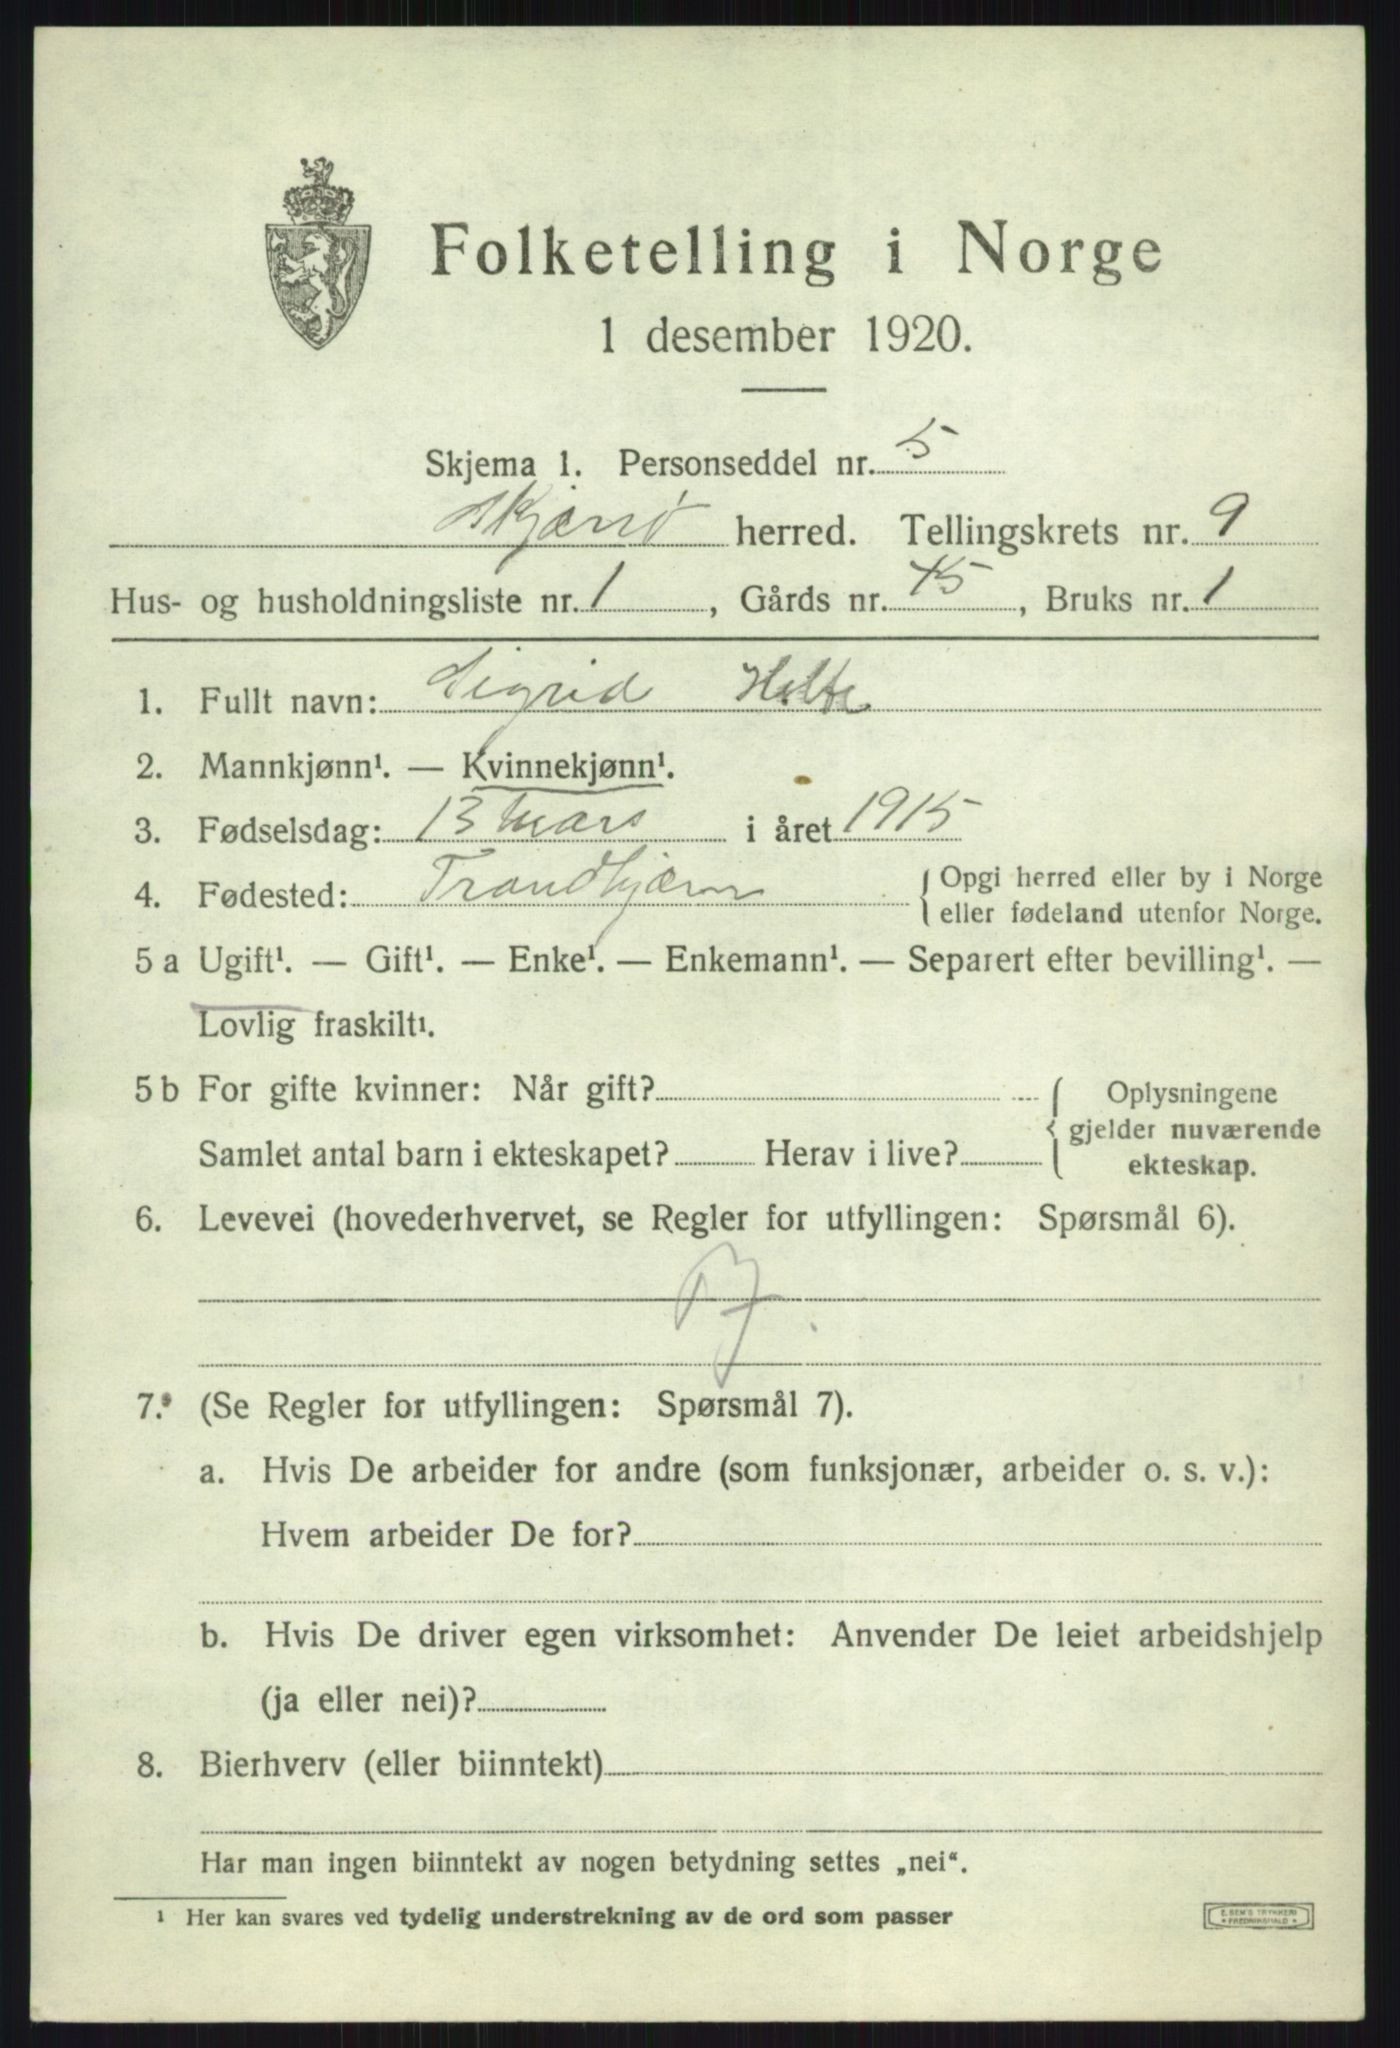 Folketelling i Norge
1 desember 1920.
Skjema 1. Personseddel nr. 5
Skjænø herred. Tellingskrets nr. 9
Hus- og husholdningsliste nr. 1, Gårds nr. 45, Bruks nr. 1
1. Fullt navn: Sigrid Holte
2. Mannkjønn¹. — Kvinnekjønn¹.
3. Fødselsdag: 13 mars i året 1915
4. Fødested: Trondhjem { Opgi herred eller by i Norge
eller fødeland utenfor Norge.
5 a Ugift¹. — Gift¹. — Enke¹. — Enkemann¹. — Separert efter bevilling¹. —
Lovlig fraskilt¹.
5 b For gifte kvinner: Når gift? { Oplysningene
gjelder nuværende
Samlet antal barn i ekteskapet? Herav i live? ekteskap.
6. Levevei (hovederhvervet, se Regler for utfyllingen: Spørsmål 6).
7. (Se Regler for utfyllingen: Spørsmål 7).
a. Hvis De arbeider for andre (som funksjonær, arbeider o. s. v.):
Hvem arbeider De for?
b. Hvis De driver egen virksomhet: Anvender De leiet arbeidshjelp
(ja eller nei)?
8. Bierhverv (eller biinntekt)
Har man ingen biinntekt av nogen betydning settes „nei“.
¹ Her kan svares ved tydelig understrekning av de ord som passer
E. SEM'S TRYKKERI
FREDRIKSHALD